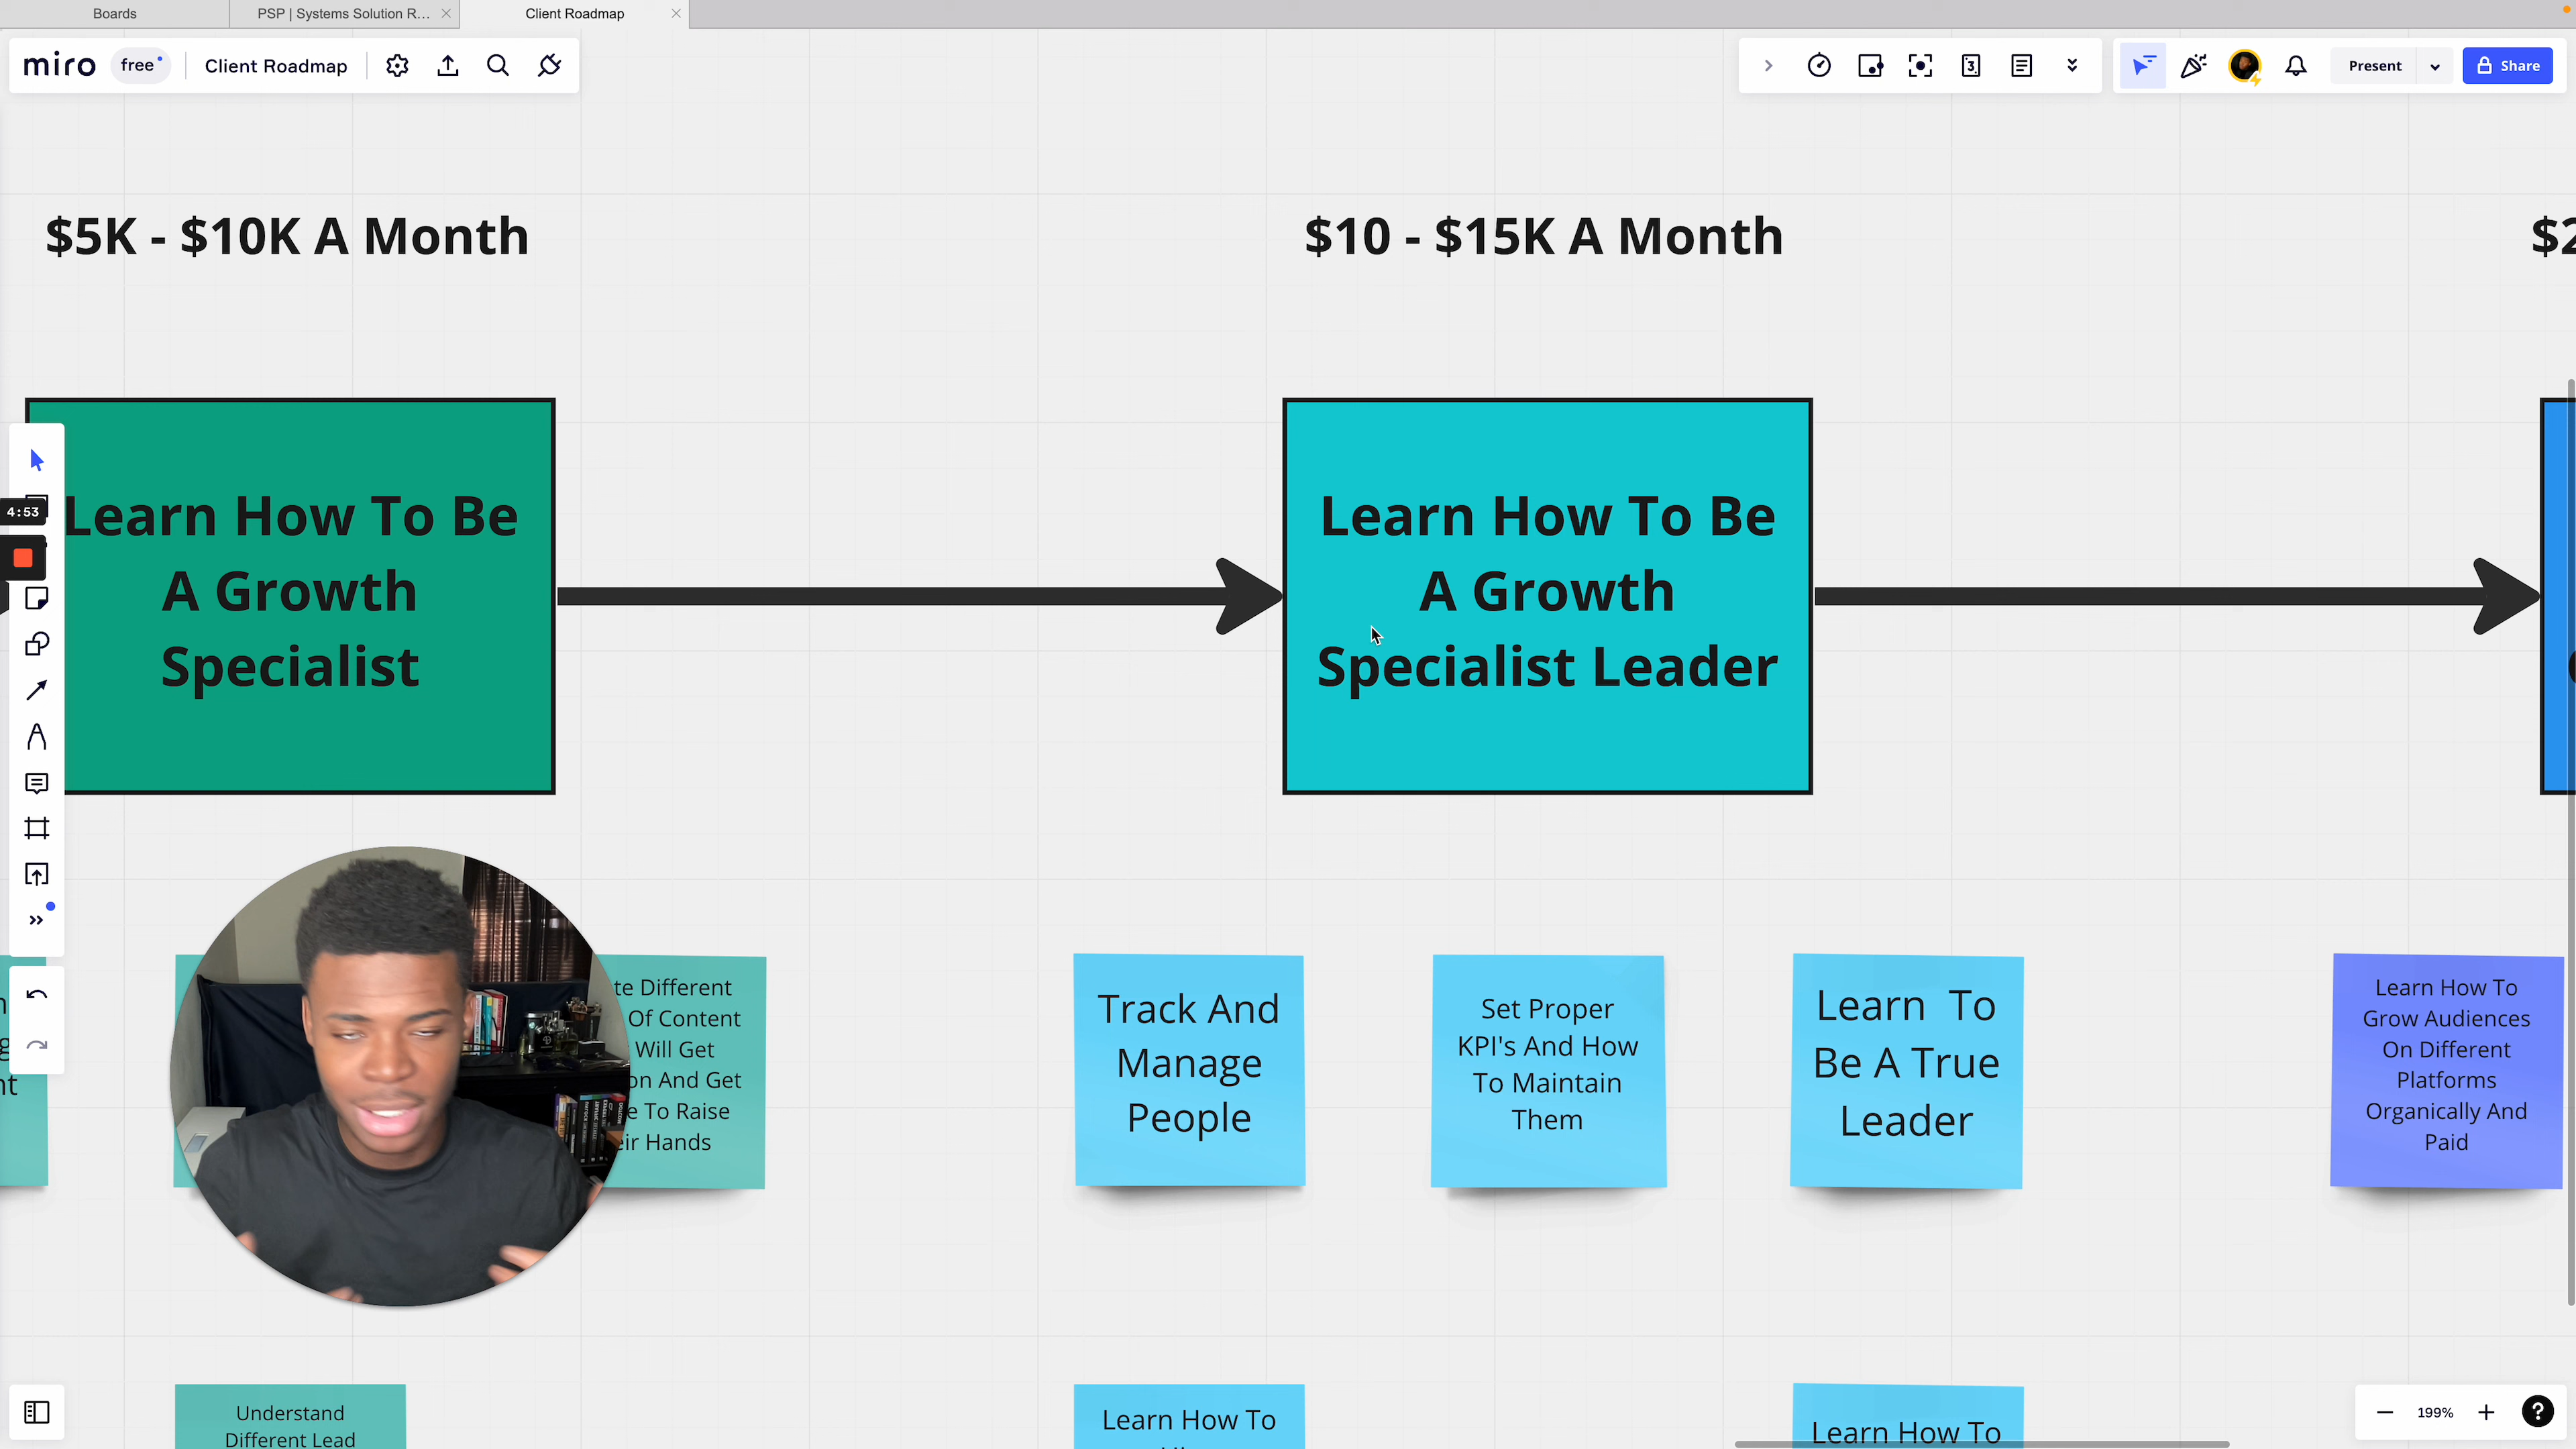 Boards
PSP | Systems Solution R...
Client Roadmap
miro
free
Client Roadmap
3
Present
Share
$5K - $10K A Month
$10 - $15K A Month
Learn How To Be
A Growth
Specialist
Learn How To Be
A Growth
Specialist Leader
4:53
te Different
Of Content
Will Get
on And Get
e To Raise
eir Hands
Track And
Manage
People
Set Proper
KPI's And How
To Maintain
Them
Learn To
Be A True
Leader
Learn How To
Grow Audiences
On Different
Platforms
Organically And
Paid
Understand
Different Lead
Learn How To
Learn How To
199%
?